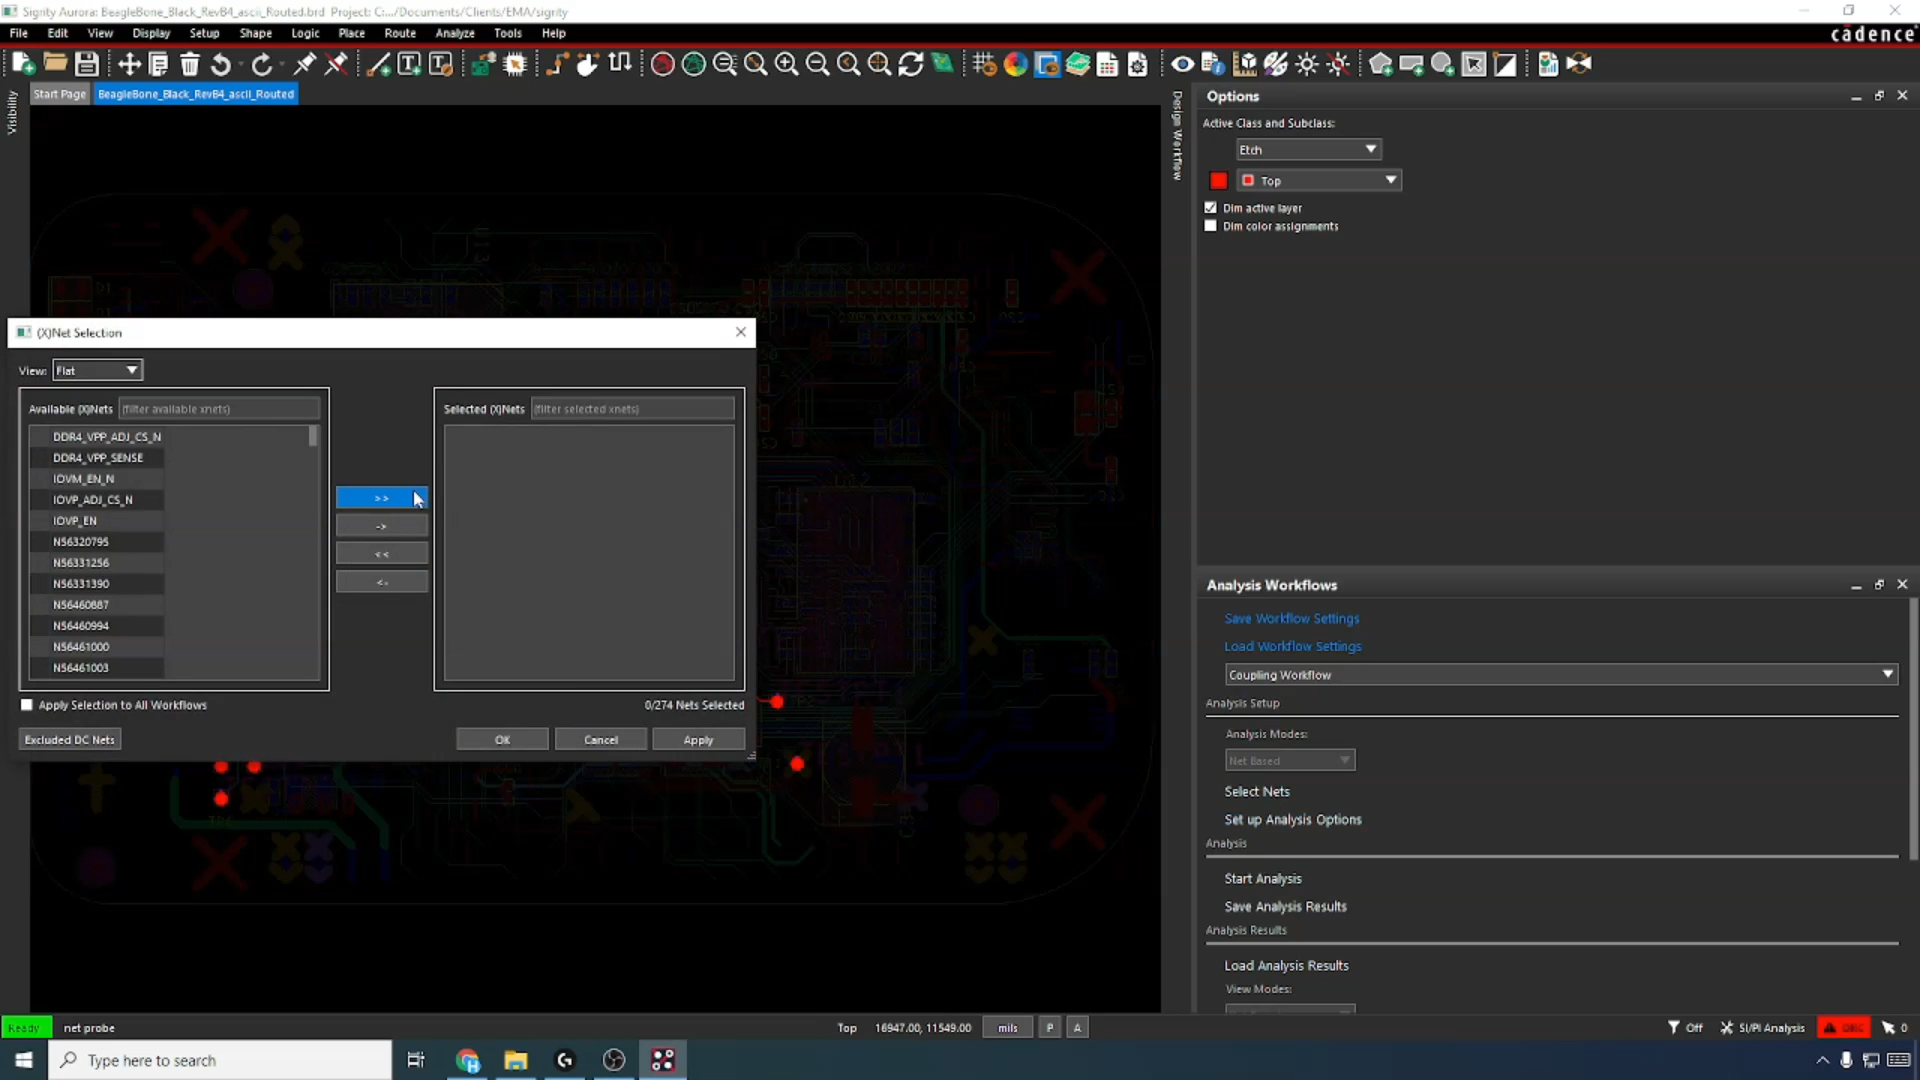 Sigrity Aurora: BeagleBone_Black_RevB4_ascii_Routed.brd Project: C:.../Documents/Clients/EMA/sigrity
File Edit View Display Setup Shape Logic Place Route Analyze Tools Help
cādence
Start Page BeagleBone_Black_RevB4_ascii_Routed
Visibility
Design Workflow
Options
Active Class and Subclass:
Etch
Top
Dim active layer
Dim color assignments
(X)Net Selection
View: Flat
Available (X)Nets (filter available xnets)
DDR4_VPP_ADJ_CS_N
DDR4_VPP_SENSE
IOVM_EN_N
IOVP_ADJ_CS_N
IOVP_EN
N56320795
N56331256
N56331390
N56460887
N56460994
N56461000
N56461003
>>
->
<<
<-
Selected (X)Nets (filter selected xnets)
Apply Selection to All Workflows
0/274 Nets Selected
Excluded DC Nets OK Cancel Apply
Analysis Workflows
Save Workflow Settings
Load Workflow Settings
Coupling Workflow
Analysis Setup
Analysis Modes:
Net Based
Select Nets
Set up Analysis Options
Analysis
Start Analysis
Save Analysis Results
Analysis Results
Load Analysis Results
View Modes:
Ready net probe Top 16947.00, 11549.00 mils P A Off SI/PI Analysis DRC 0
Type here to search